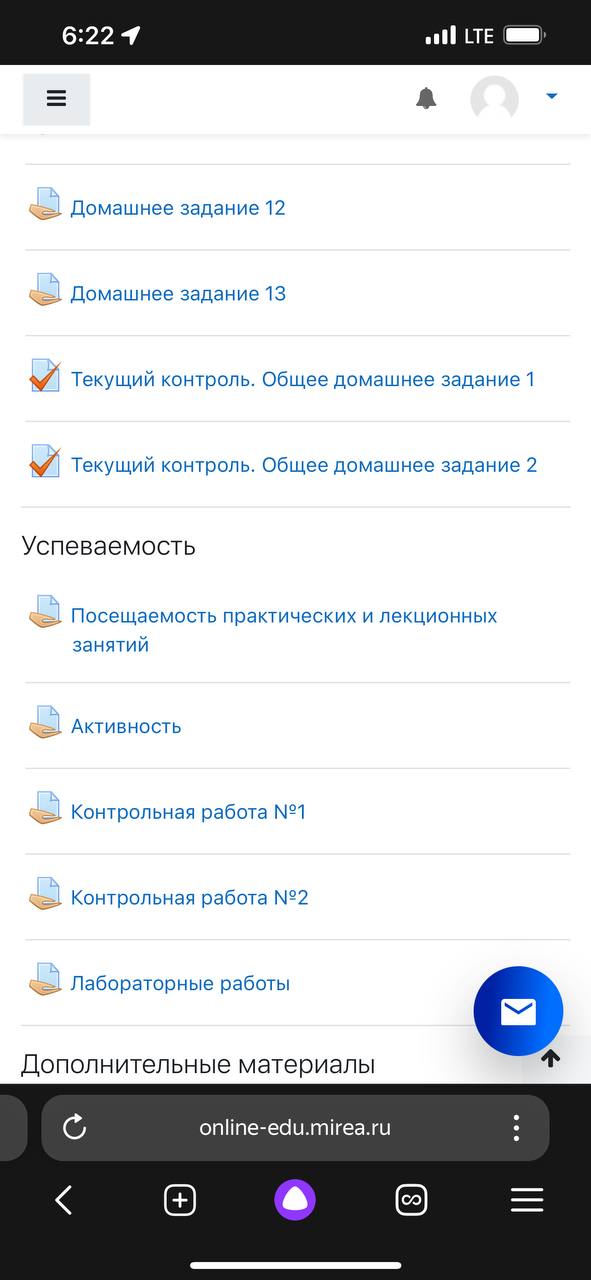 6:22
LTE
Домашнее задание 12
Домашнее задание 13
Текущий контроль. Общее домашнее задание 1
Текущий контроль. Общее домашнее задание 2
Успеваемость
Посещаемость практических и лекционных
занятий
Активность
Контрольная работа №1
Контрольная работа №2
Лабораторные работы
Дополнительные материалы
online-edu.mirea.ru